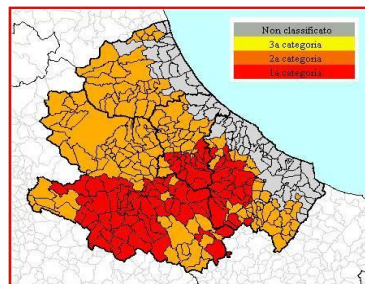 Non classificato
3a categoria
2a categoria
1a categoria